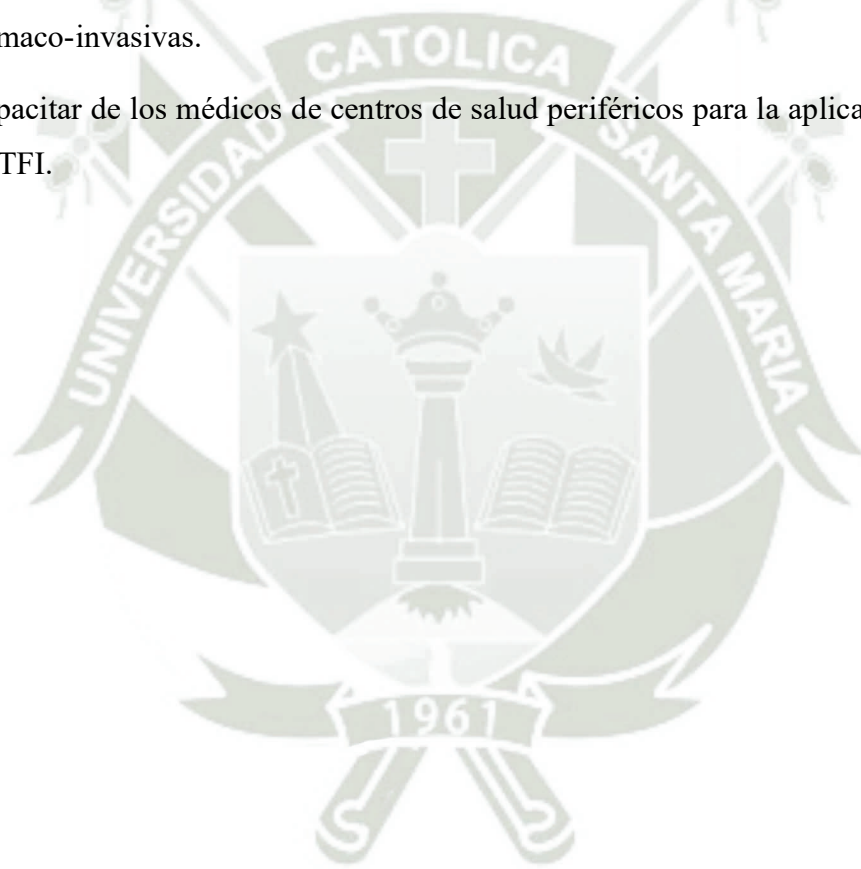 maco-invasivas.
pacitar de los médicos de centros de salud periféricos para la aplica
TFI.
UNIVERSIDAD CATOLICA SANTA MARIA
1961